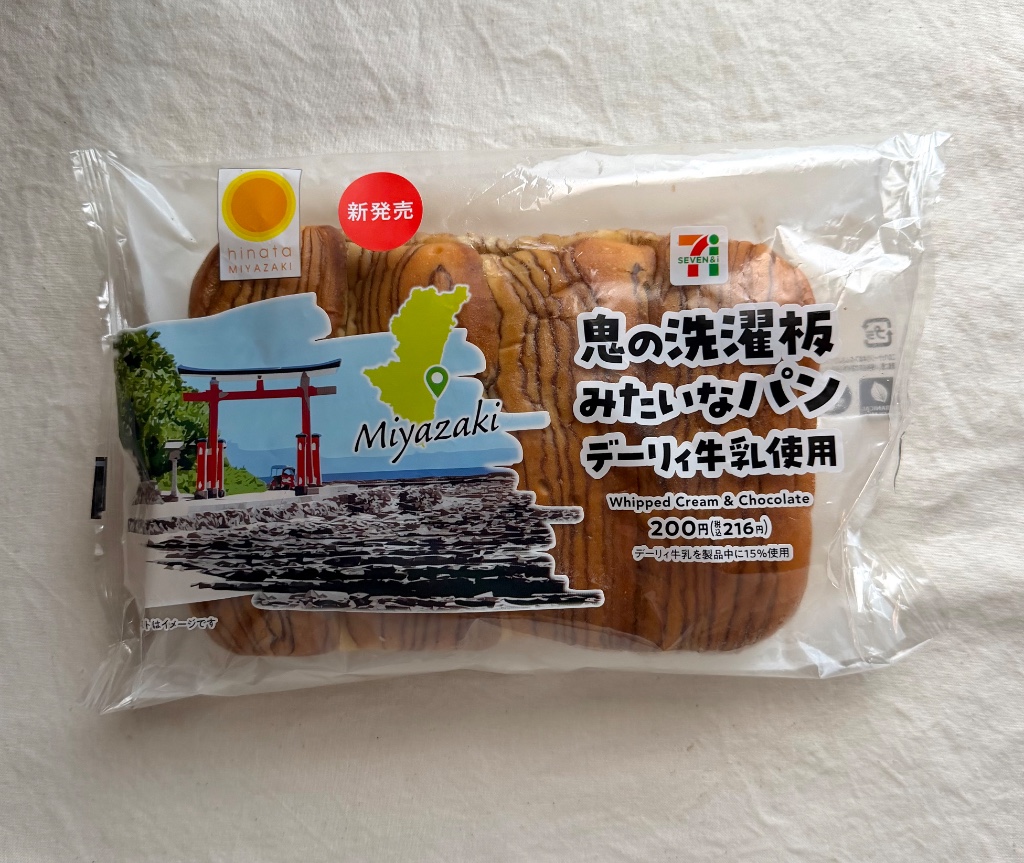 hinata
MIYAZAKI
新発売
SEVEN&i
鬼の洗濯板
みたいなパン
デーリィ牛乳使用
Whipped Cream & Chocolate
200円(税込216円)
デーリィ牛乳を製品中に15%使用
Miyazaki
トはイメージです